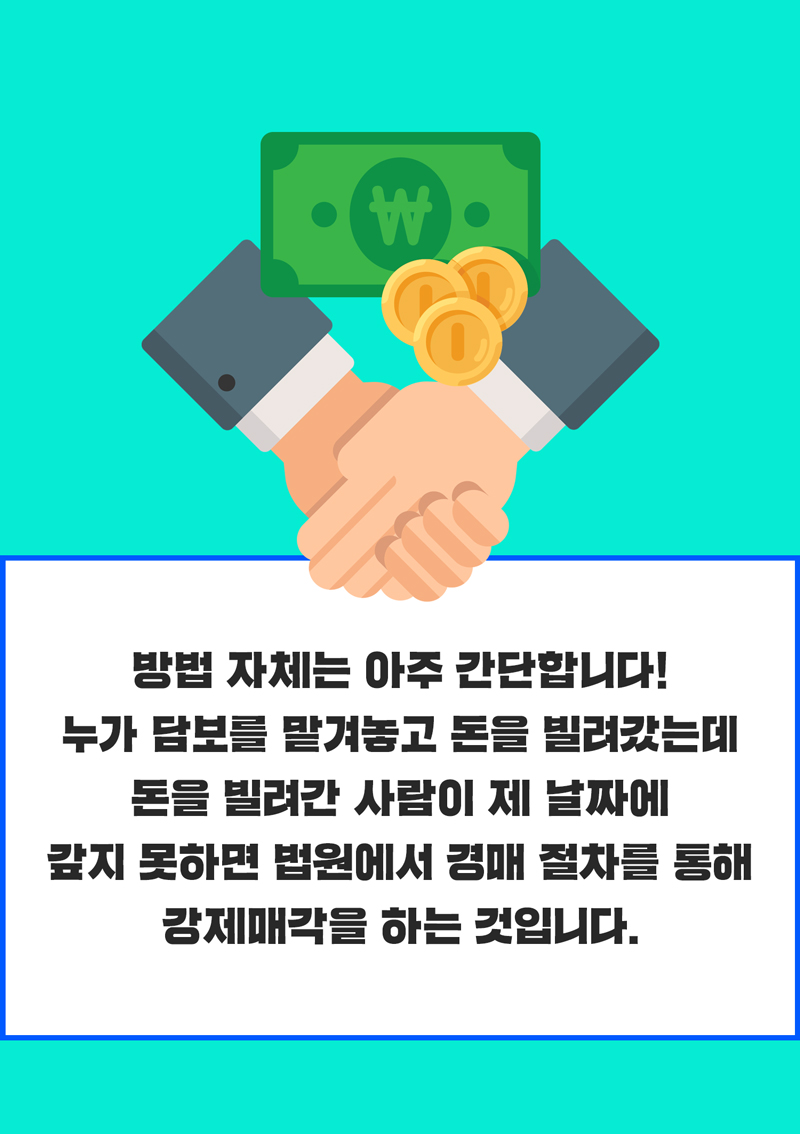 ₩
방법 자체는 아주 간단합니다!
누가 담보를 맡겨놓고 돈을 빌려갔는데
돈을 빌려간 사람이 제 날짜에
갚지 못하면 법원에서 경매 절차를 통해
강제매각을 하는 것입니다.